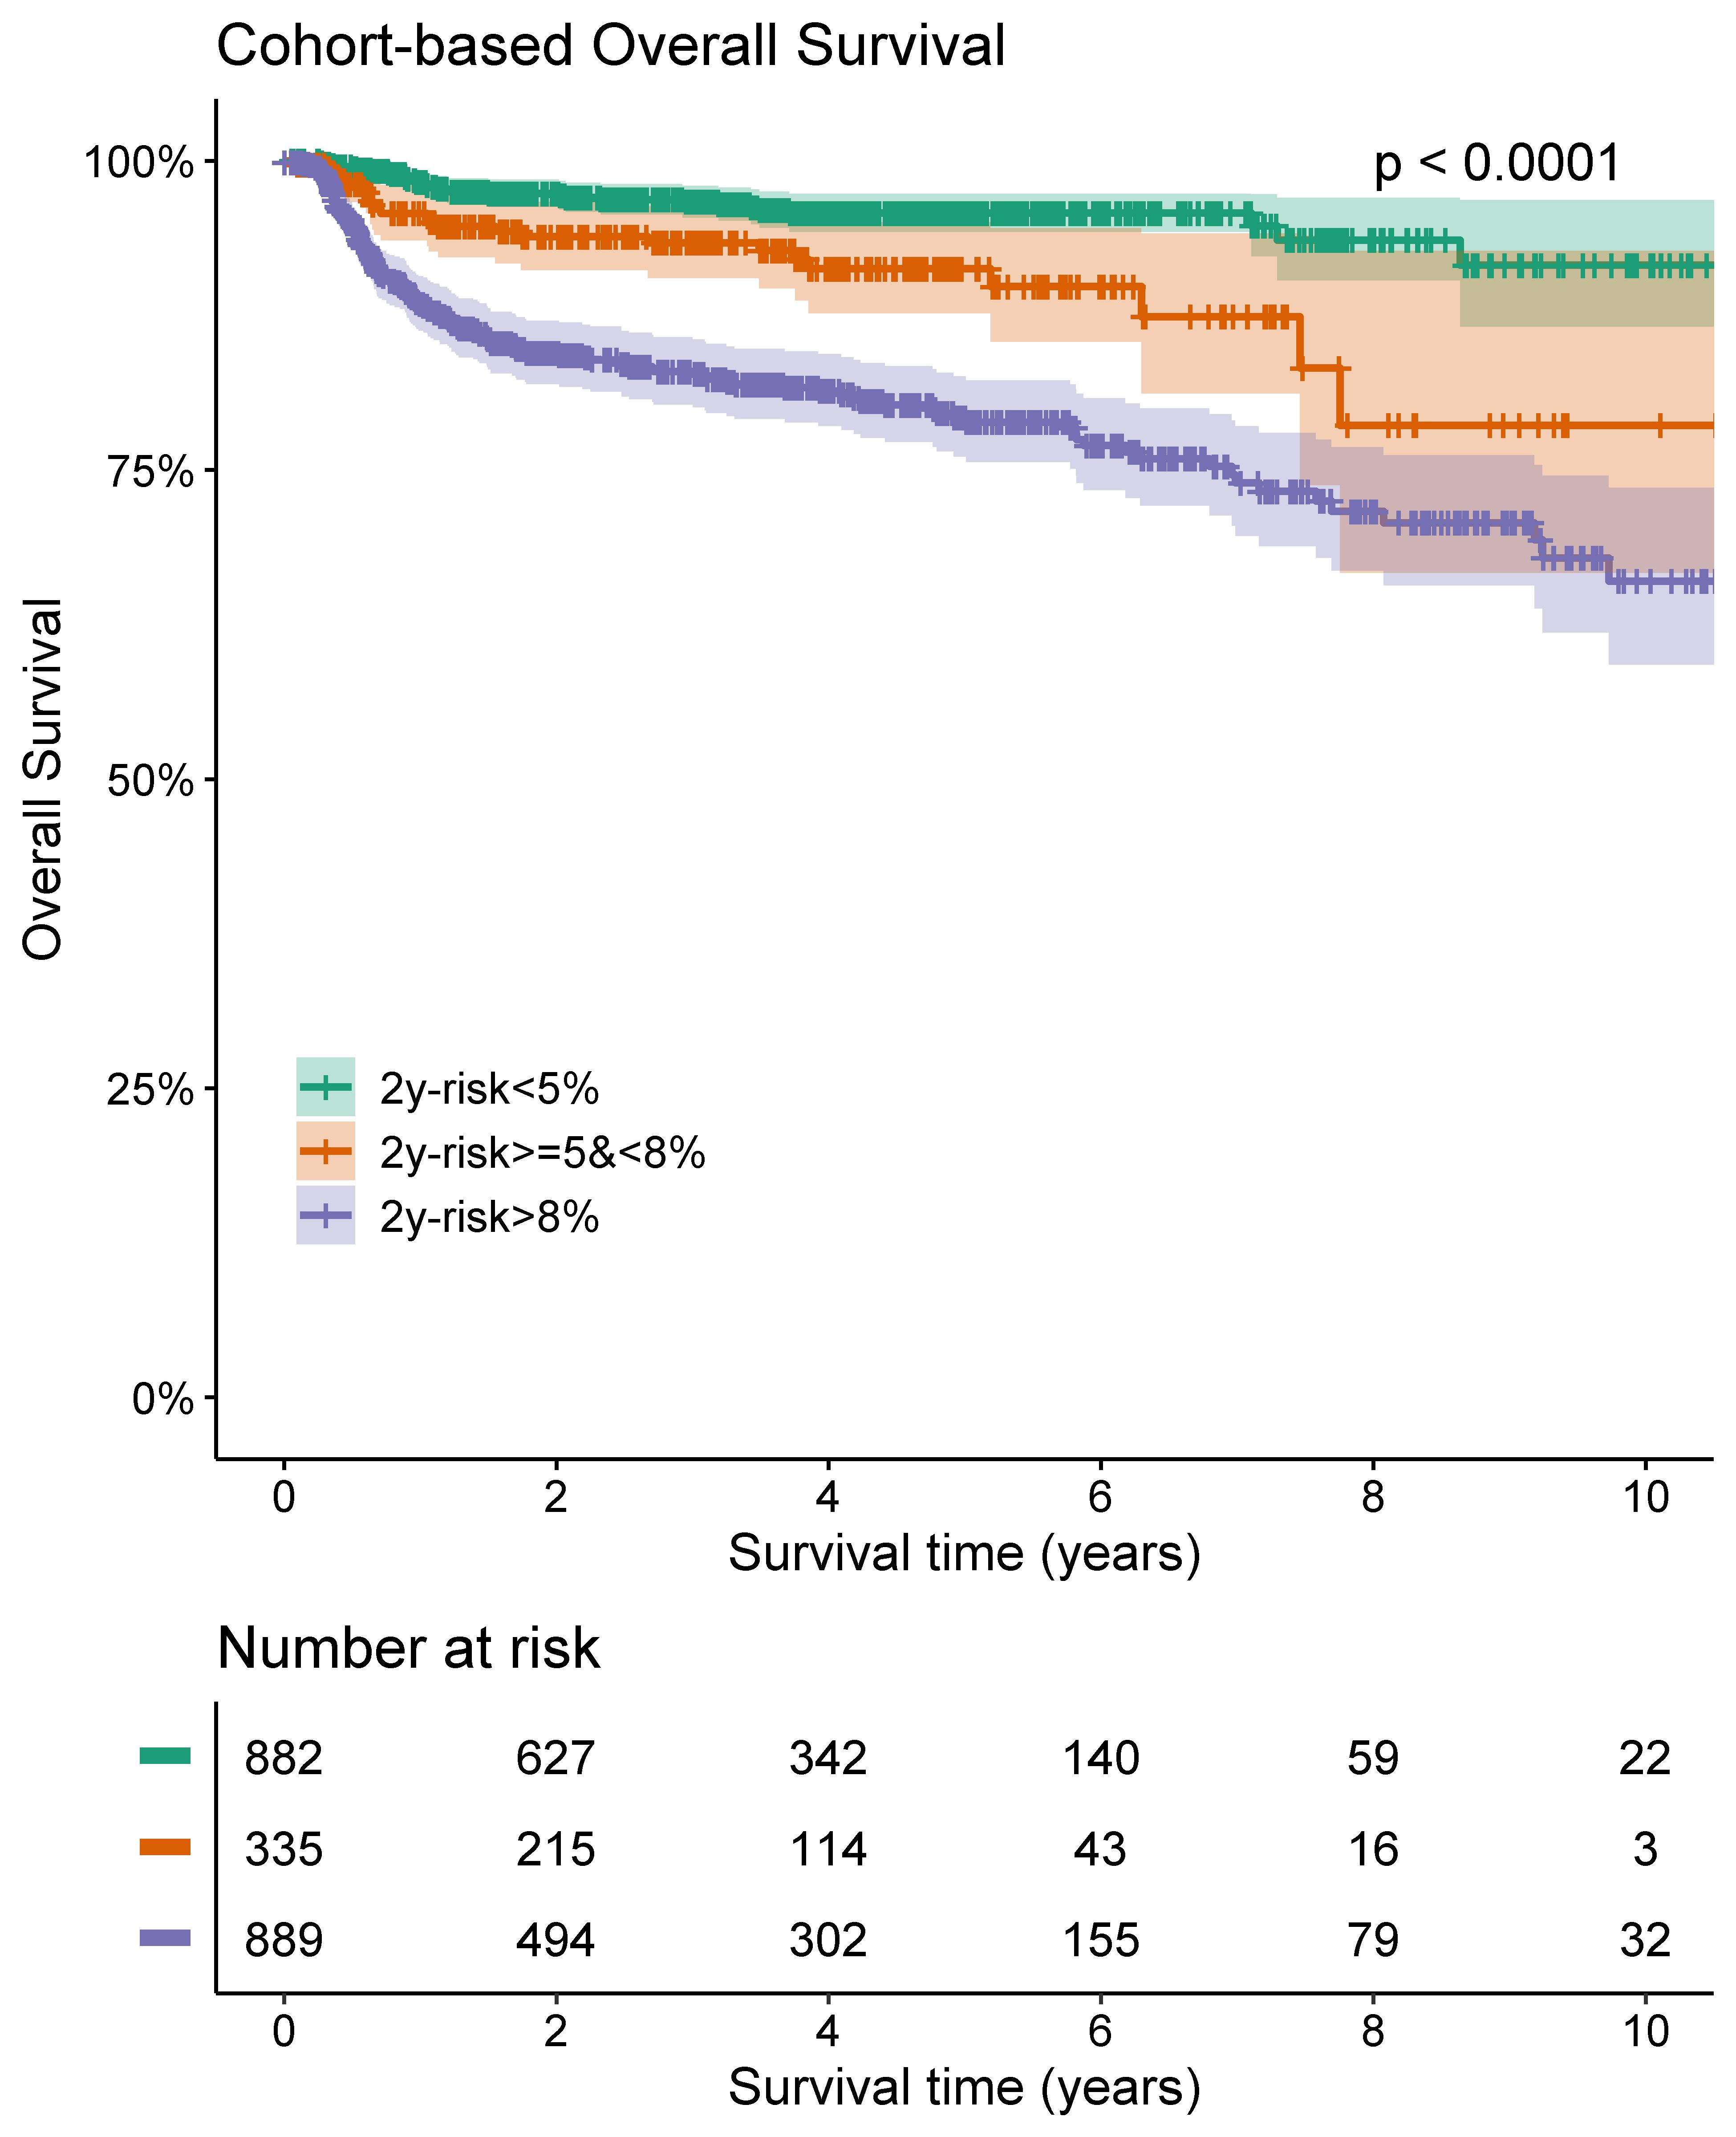 Cohort-based Overall Survival
p < 0.0001
100%
75%
50%
25%
0%
Overall Survival
2y-risk<5%
2y-risk>=5&<8%
2y-risk>8%
0 2 4 6 8 10
Survival time (years)
Number at risk
882 627 342 140 59 22
335 215 114 43 16 3
889 494 302 155 79 32
0 2 4 6 8 10
Survival time (years)